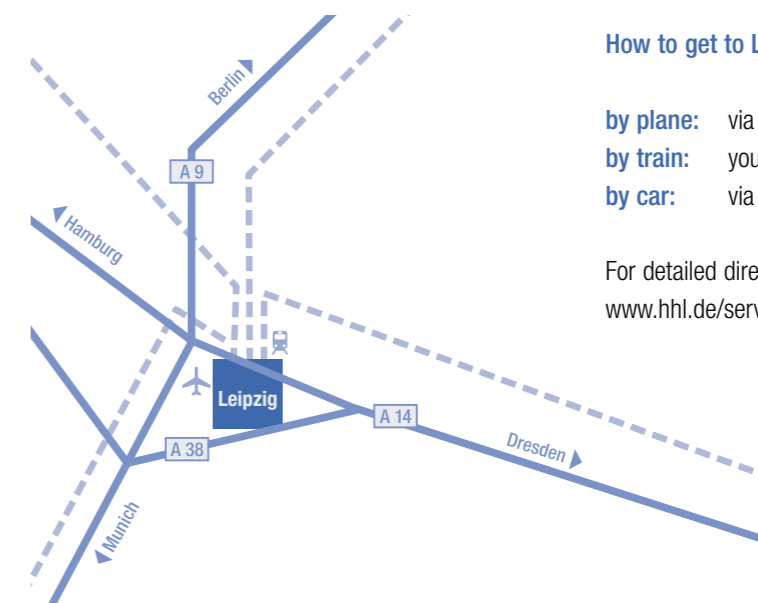 How to get to L
by plane: via
by train: you
by car: via
For detailed dire
www.hhl.de/serv
Berlin
A 9
Hamburg
Leipzig
A 14
A 38
Dresden
Munich